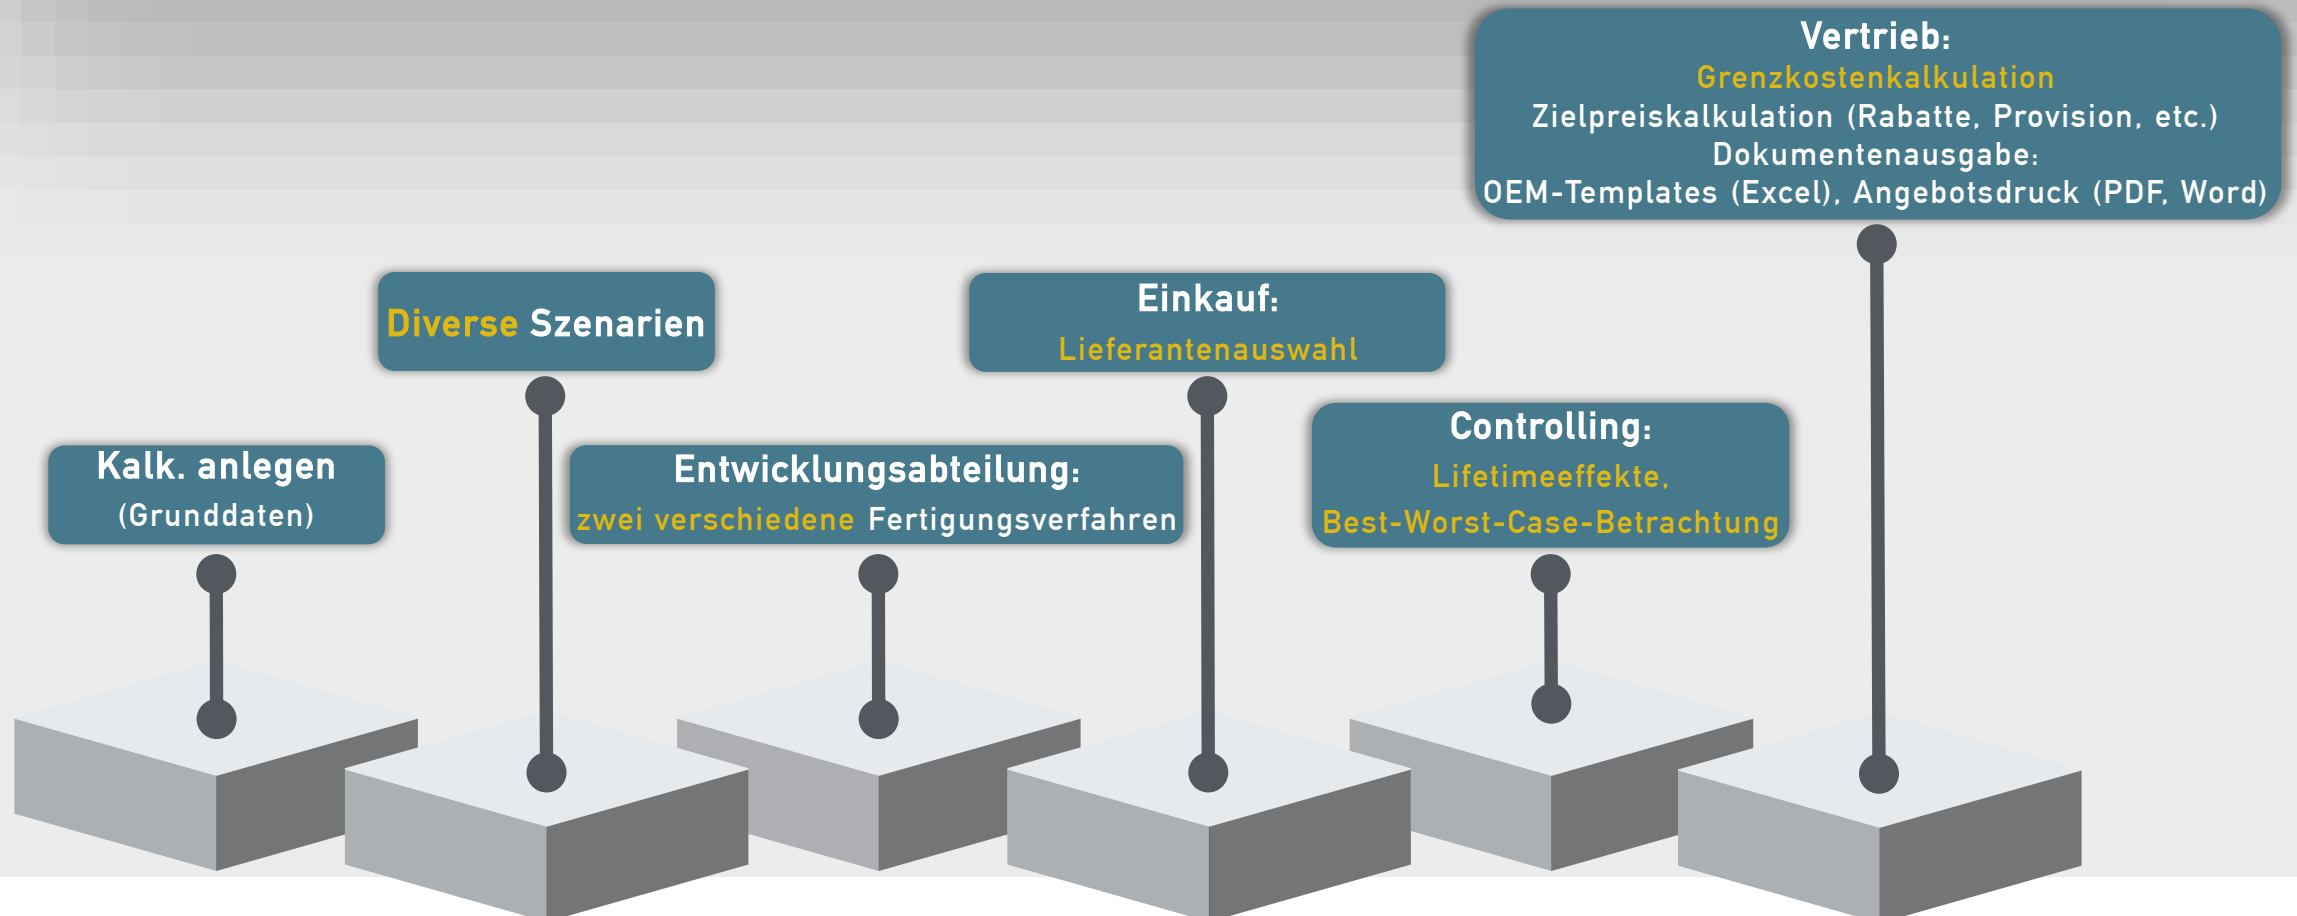 Kalk. anlegen
(Grunddaten)
Diverse Szenarien
Entwicklungsabteilung:
zwei verschiedene Fertigungsverfahren
Einkauf:
Lieferantenauswahl
Controlling:
Lifetimeeffekte,
Best-Worst-Case-Betrachtung
Vertrieb:
Grenzkostenkalkulation
Zielpreiskalkulation (Rabatte, Provision, etc.)
Dokumentenausgabe:
OEM-Templates (Excel), Angebotsdruck (PDF, Word)